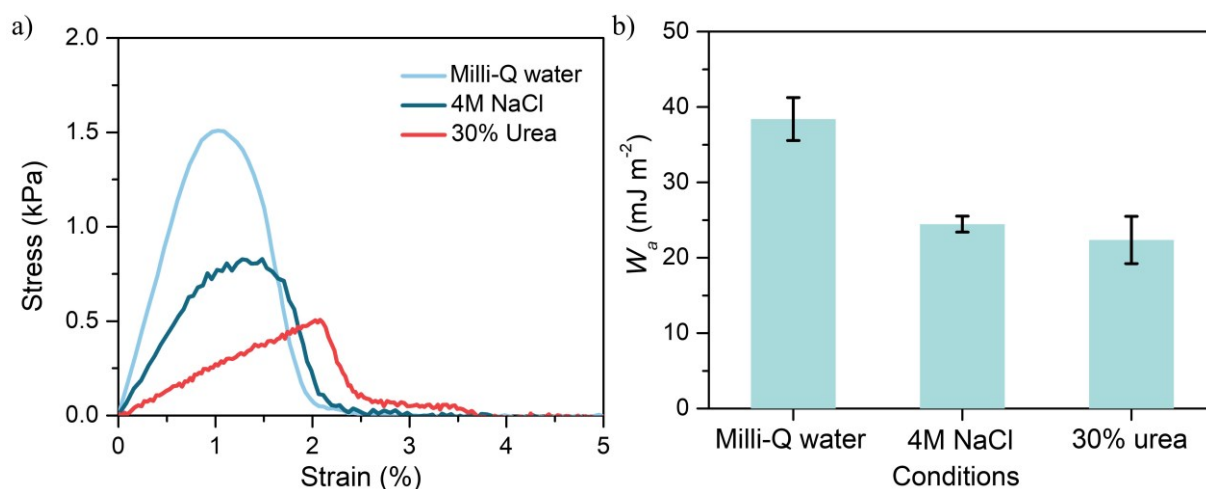 a)
2.0
1.5
1.0
0.5
0.0
Stress (kPa)
Milli-Q water
4M NaCl
30% Urea
0 1 2 3 4 5
Strain (%)
b)
50
40
30
20
10
0
W a (mJ m-2)
Milli-Q water 4M NaCl 30% urea
Conditions